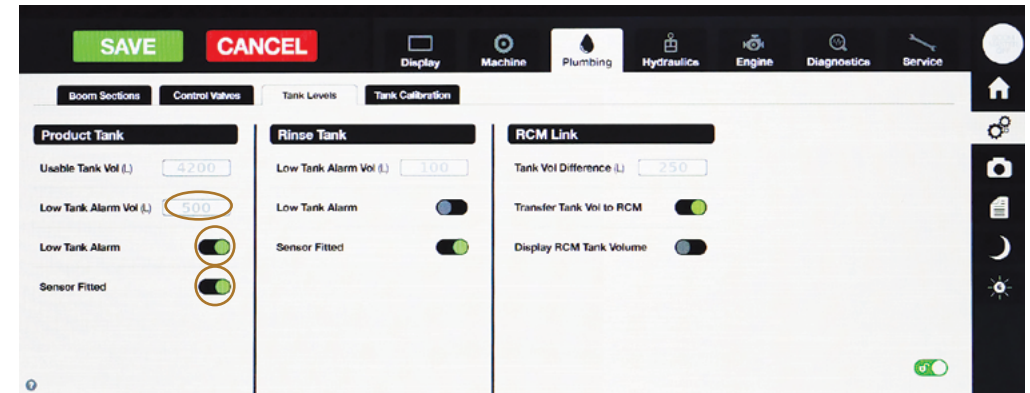 SAVE
CANCEL
Display
Machine
Plumbing
Hydraulics
Engine
Diagnostics
Service
Boom Sections
Control Valves
Tank Levels
Tank Calibration
Product Tank
Usable Tank Vol (L) 4200
Low Tank Alarm Vol (L) 500
Low Tank Alarm
Sensor Fitted
Rinse Tank
Low Tank Alarm Vol (L) 100
Low Tank Alarm
Sensor Fitted
RCM Link
Tank Vol Difference (L) 250
Transfer Tank Vol to RCM
Display RCM Tank Volume